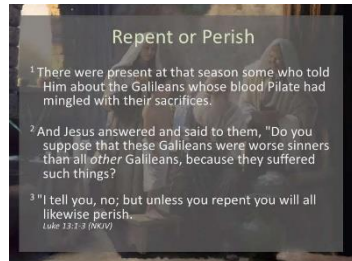 Repent or Perish
1 There were present at that season some who told
Him about the Galileans whose blood Pilate had
mingled with their sacrifices.
2 And Jesus answered and said to them, "Do you
suppose that these Galileans were worse sinners
than all other Galileans, because they suffered
such things?
3 "I tell you, no; but unless you repent you will all
likewise perish.
Luke 13:1-3 (NKJV)